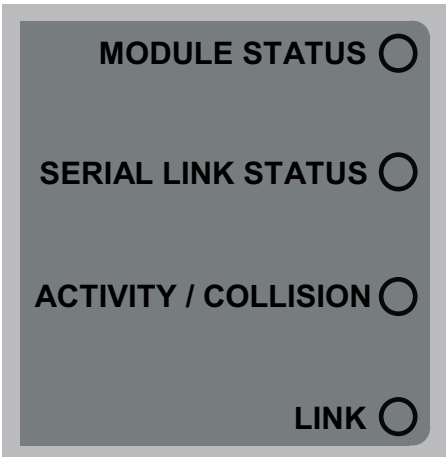 MODULE STATUS
SERIAL LINK STATUS
ACTIVITY / COLLISION
LINK